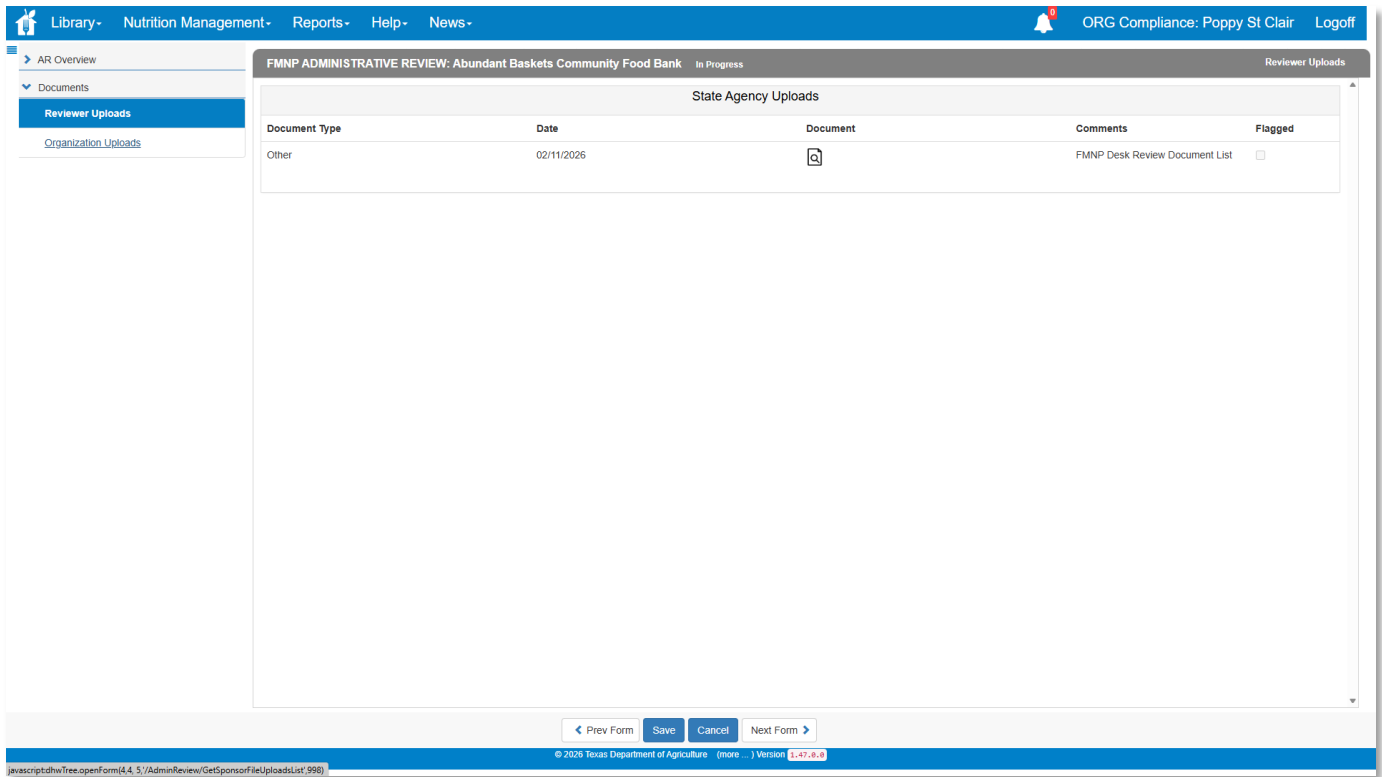 Library Nutrition Management Reports Help News 0 ORG Compliance: Poppy St Clair Logoff
AR Overview
Documents
Reviewer Uploads
Organization Uploads
FMNP ADMINISTRATIVE REVIEW: Abundant Baskets Community Food Bank In Progress Reviewer Uploads
State Agency Uploads
Document Type Date Document Comments Flagged
Other 02/11/2026 FMNP Desk Review Document List
Prev Form Save Cancel Next Form
© 2026 Texas Department of Agriculture (more ... ) Version 1.47.0.0
javascript:dhwTree.openForm(4,4, 5,'/AdminReview/GetSponsorFileUploadsList',998)